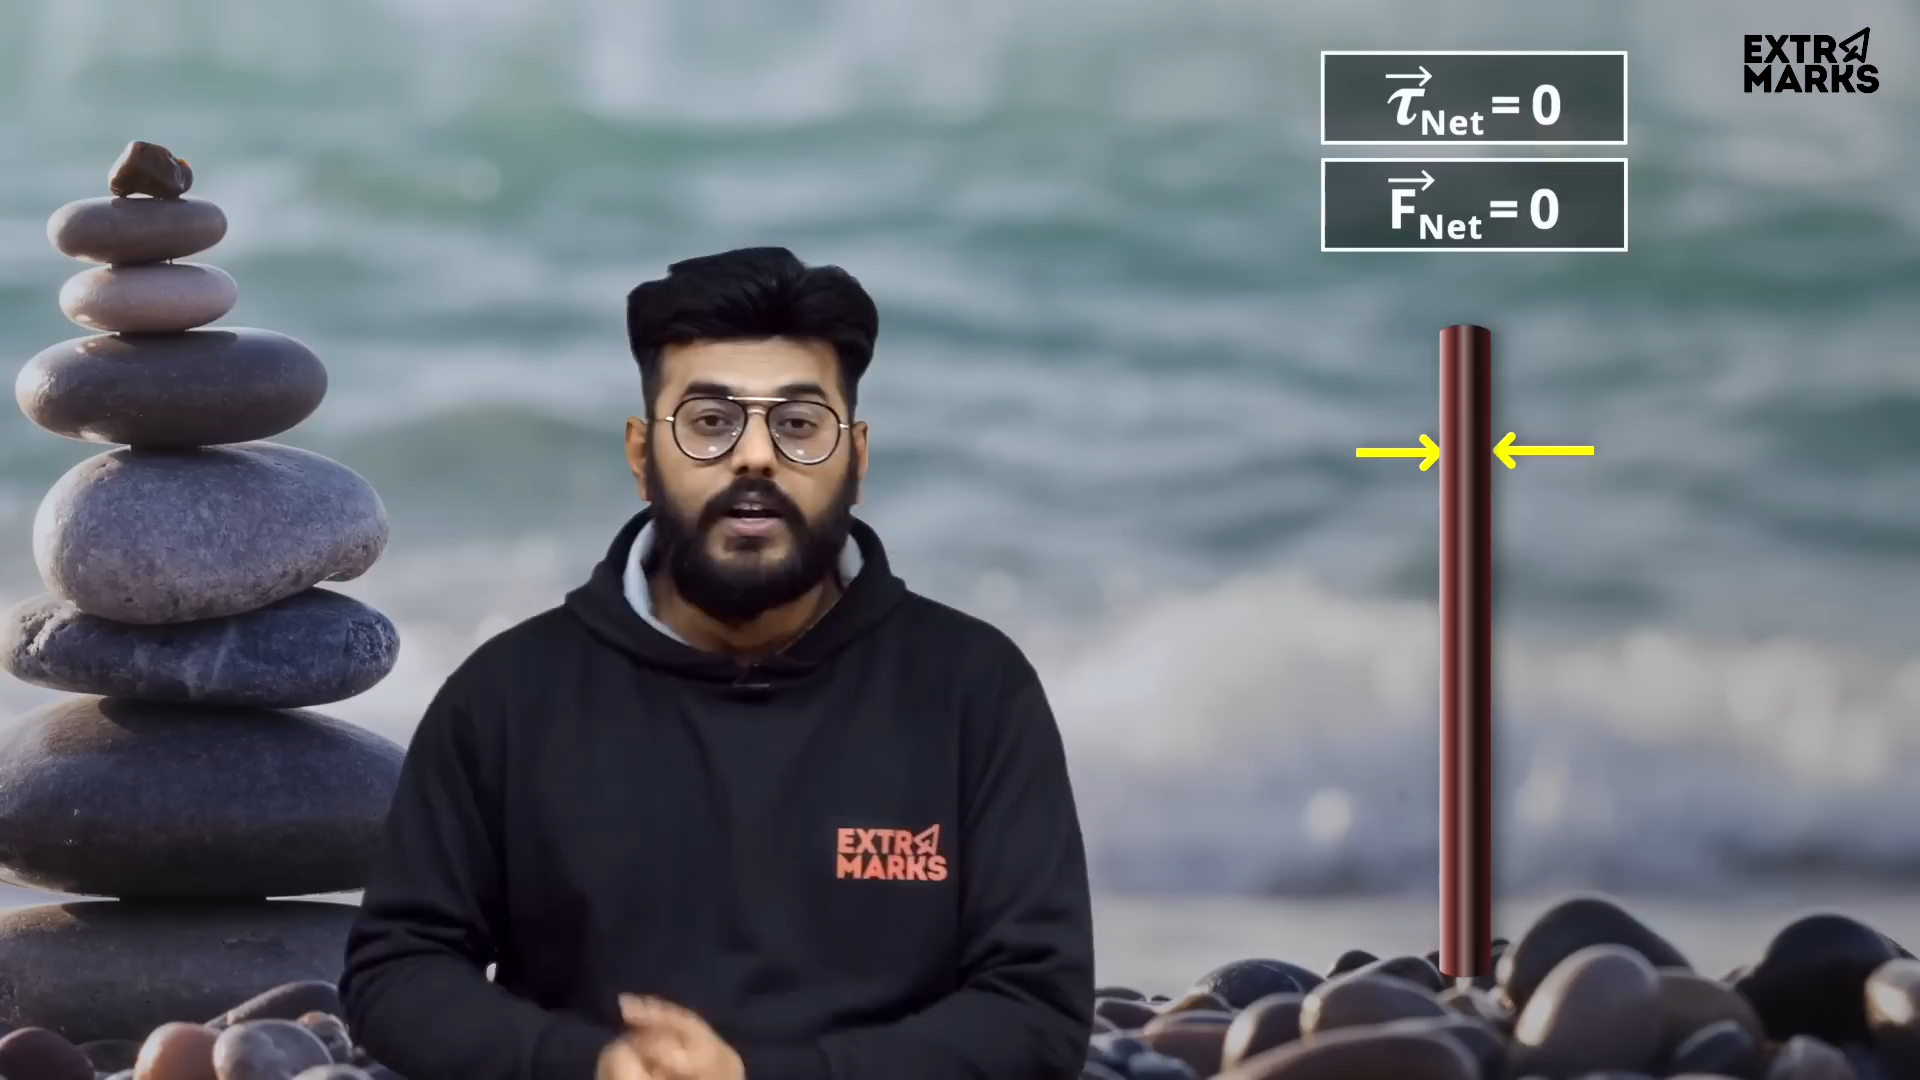 EXTRA
MARKS
τ⃗Net = 0
F⃗Net = 0
EXTRA
MARKS